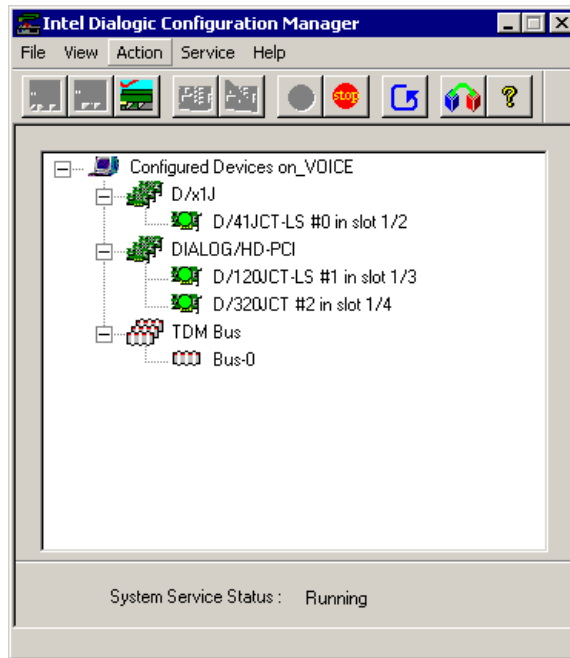 Intel Dialogic Configuration Manager
File View Action Service Help
stop
?
Configured Devices on_VOICE
D/x1J
D/41JCT-LS #0 in slot 1/2
DIALOG/HD-PCI
D/120JCT-LS #1 in slot 1/3
D/320JCT #2 in slot 1/4
TDM Bus
Bus-0
System Service Status : Running